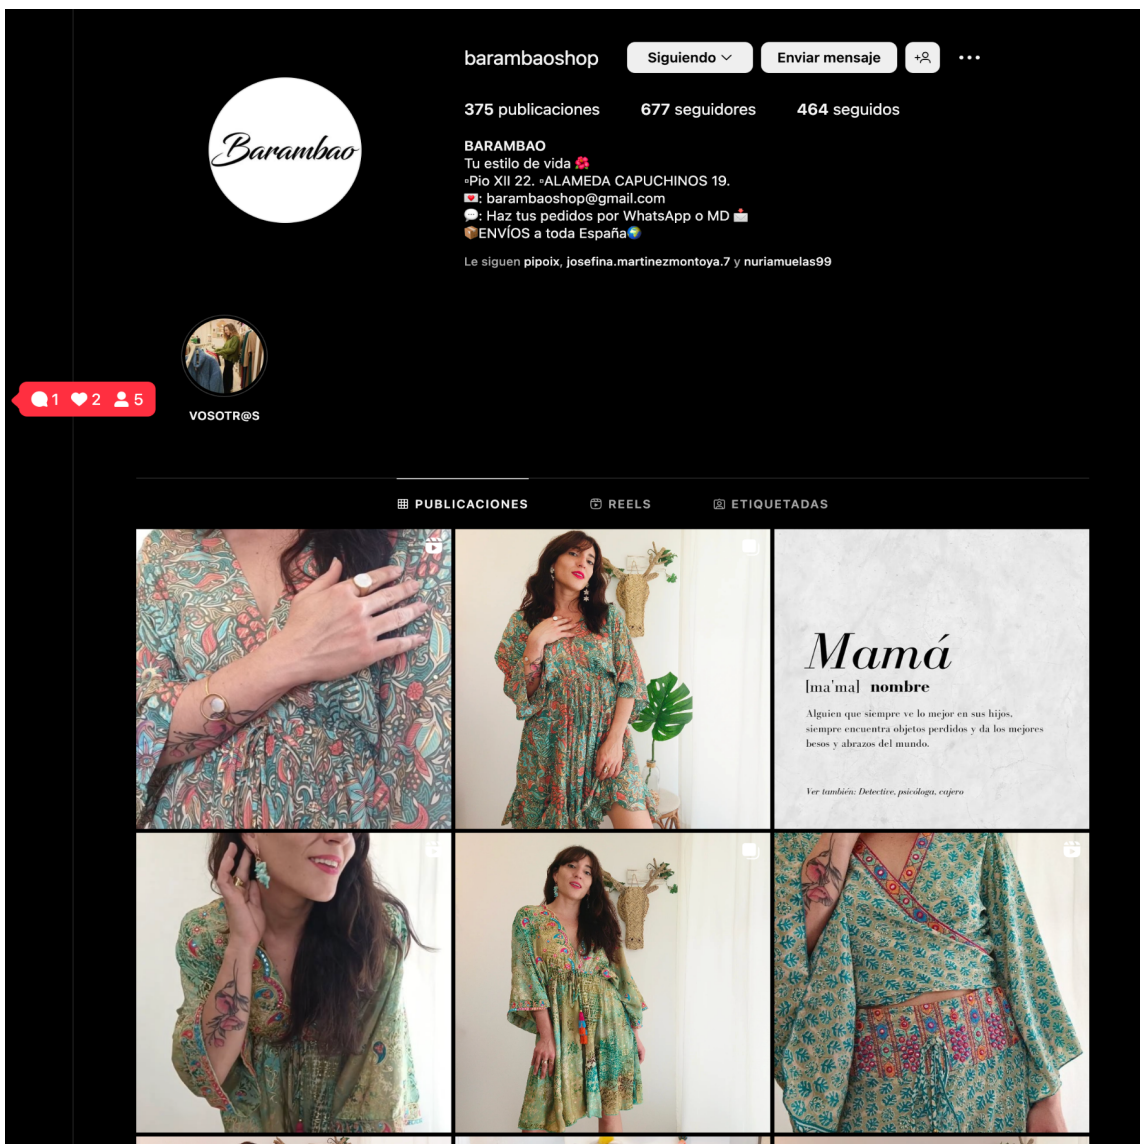 barambaoshop
Siguiendo
Enviar mensaje
375 publicaciones
677 seguidores
464 seguidos
Barambao
BARAMBAO
Tu estilo de vida 🌺
▫️Pio XII 22. ▫️ALAMEDA CAPUCHINOS 19.
💌: barambaoshop@gmail.com
💬: Haz tus pedidos por WhatsApp o MD 📩
📦ENVÍOS a toda España🌍
Le siguen pipoix, josefina.martinezmontoya.7 y nuriamuelas99
1 2 5
VOSOTR@S
PUBLICACIONES
REELS
ETIQUETADAS
Mamá
[ma'ma] nombre
Alguien que siempre ve lo mejor en sus hijos,
siempre encuentra objetos perdidos y da los mejores
besos y abrazos del mundo.
Ver también: Detective, psicóloga, cajero